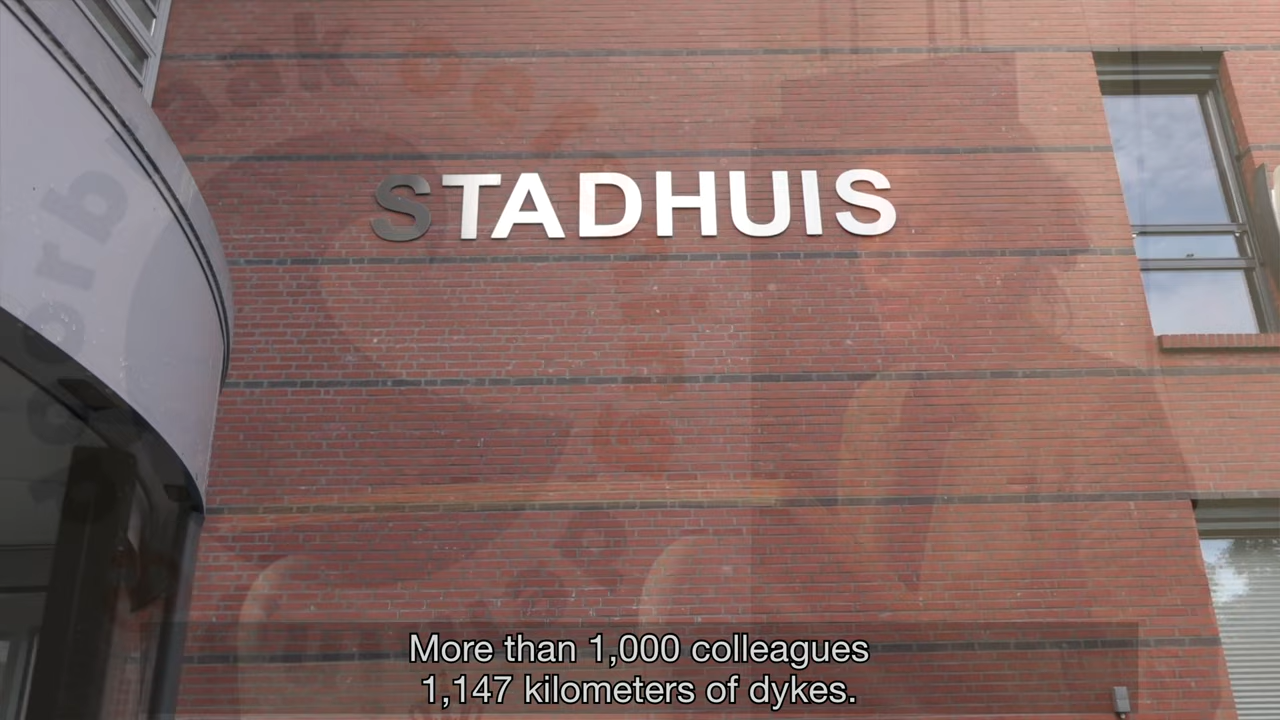 STADHUIS
More than 1,000 colleagues
1,147 kilometers of dykes.